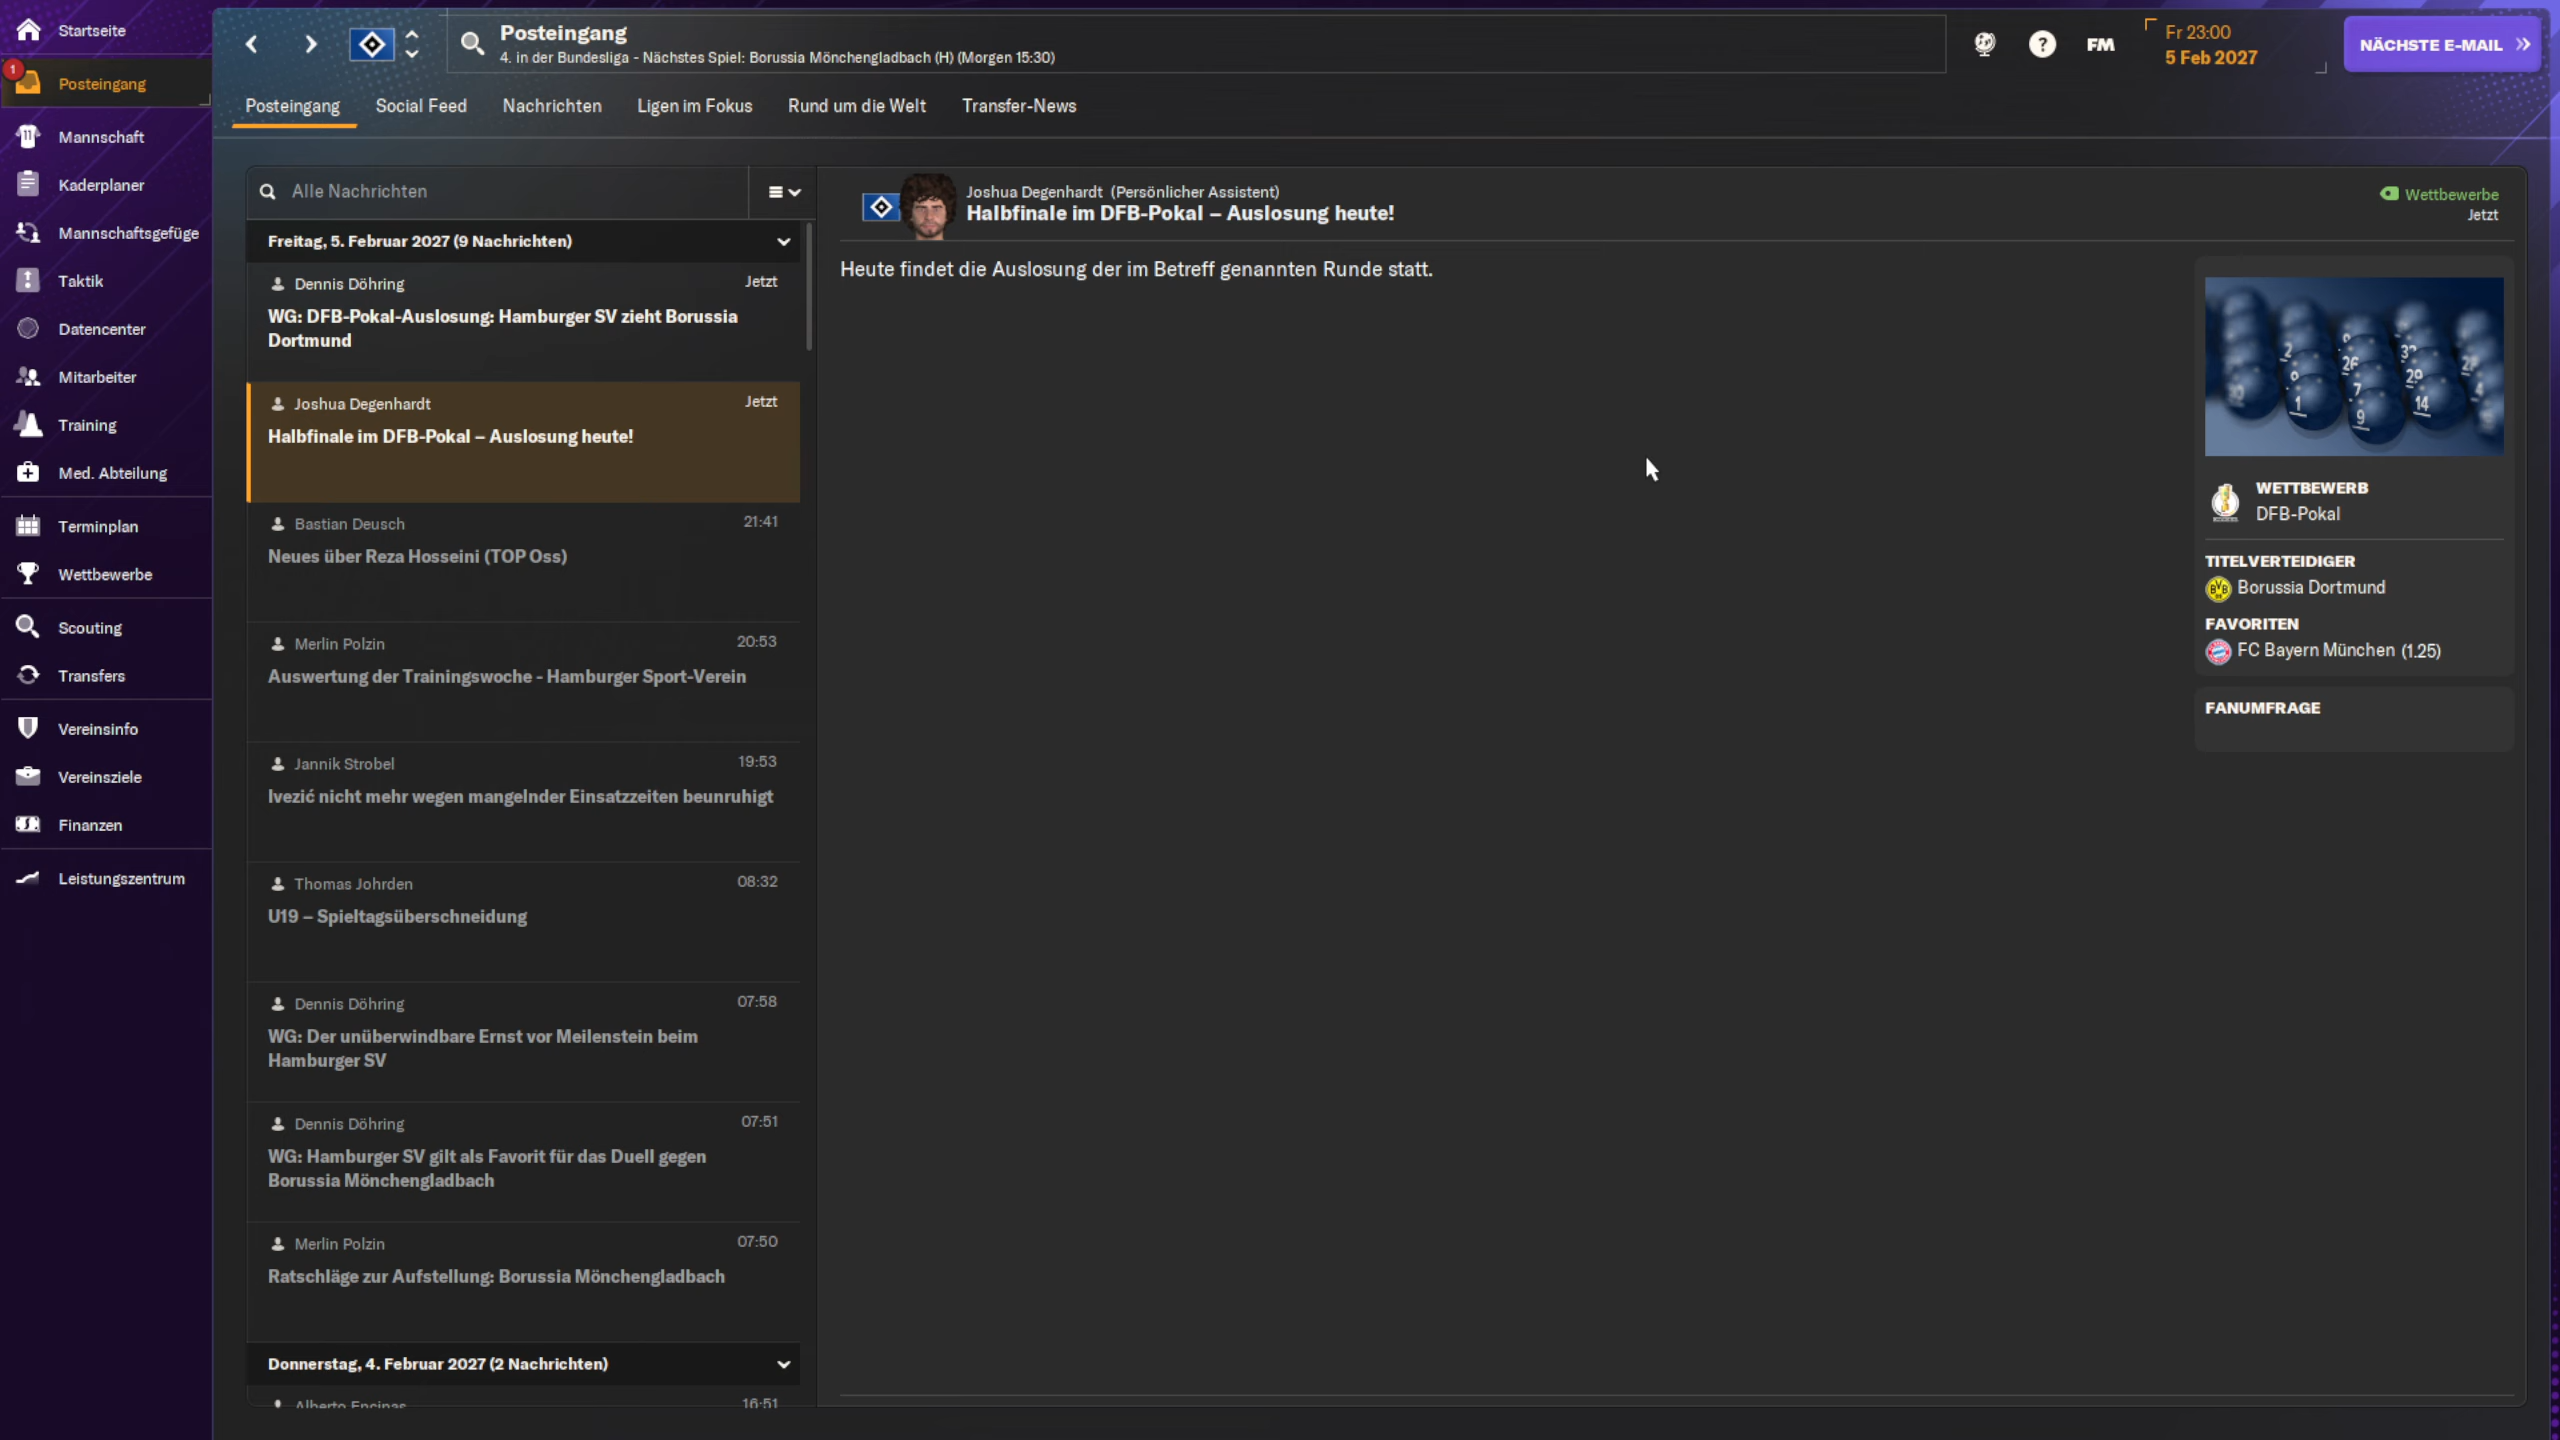 Startseite
1
Posteingang
Mannschaft
Kaderplaner
Mannschaftsgefüge
Taktik
Datencenter
Mitarbeiter
Training
Med. Abteilung
Terminplan
Wettbewerbe
Scouting
Transfers
Vereinsinfo
Vereinsziele
Finanzen
Leistungszentrum
Posteingang
4. in der Bundesliga - Nächstes Spiel: Borussia Mönchengladbach (H) (Morgen 15:30)
FM
Fr 23:00
5 Feb 2027
NÄCHSTE E-MAIL
Posteingang Social Feed Nachrichten Ligen im Fokus Rund um die Welt Transfer-News
Alle Nachrichten
Freitag, 5. Februar 2027 (9 Nachrichten)
Dennis Döhring Jetzt
WG: DFB-Pokal-Auslosung: Hamburger SV zieht Borussia
Dortmund
Joshua Degenhardt Jetzt
Halbfinale im DFB-Pokal – Auslosung heute!
Bastian Deusch 21:41
Neues über Reza Hosseini (TOP Oss)
Merlin Polzin 20:53
Auswertung der Trainingswoche - Hamburger Sport-Verein
Jannik Strobel 19:53
Ivezić nicht mehr wegen mangelnder Einsatzzeiten beunruhigt
Thomas Johrden 08:32
U19 – Spieltagsüberschneidung
Dennis Döhring 07:58
WG: Der unüberwindbare Ernst vor Meilenstein beim
Hamburger SV
Dennis Döhring 07:51
WG: Hamburger SV gilt als Favorit für das Duell gegen
Borussia Mönchengladbach
Merlin Polzin 07:50
Ratschläge zur Aufstellung: Borussia Mönchengladbach
Donnerstag, 4. Februar 2027 (2 Nachrichten)
Alberto Encinas 16:51
Joshua Degenhardt (Persönlicher Assistent)
Halbfinale im DFB-Pokal – Auslosung heute!
Wettbewerbe
Jetzt
Heute findet die Auslosung der im Betreff genannten Runde statt.
WETTBEWERB
DFB-Pokal
TITELVERTEIDIGER
Borussia Dortmund
FAVORITEN
FC Bayern München (1.25)
FANUMFRAGE